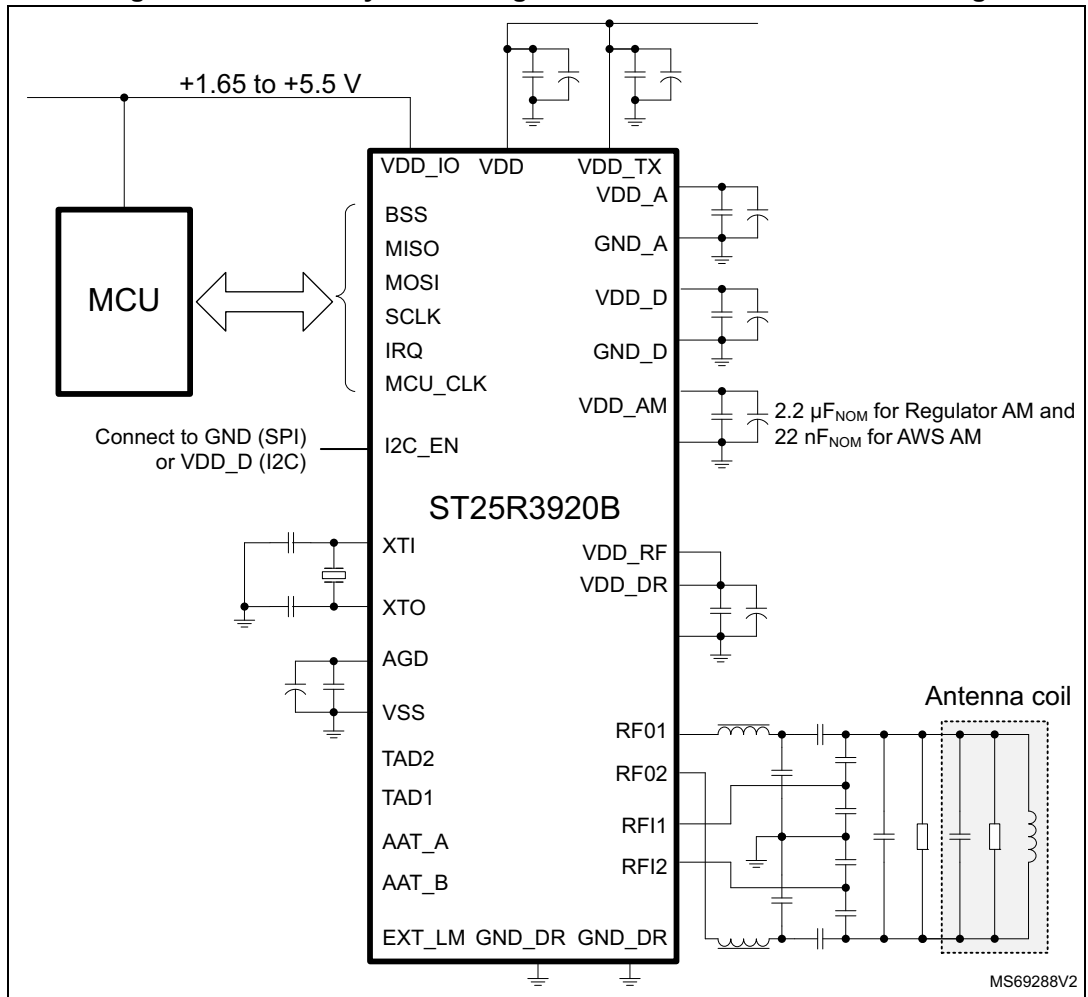 +1.65 to +5.5 V
VDD_IO VDD VDD_TX
VDD_A
BSS
GND_A
MISO
MOSI
VDD_D
MCU
SCLK
IRQ
GND_D
MCU_CLK
VDD_AM
2.2 µFNOM for Regulator AM and
22 nFNOM for AWS AM
Connect to GND (SPI)
or VDD_D (I2C)
I2C_EN
ST25R3920B
XTI
VDD_RF
VDD_DR
XTO
AGD
Antenna coil
VSS
RF01
TAD2
RF02
TAD1
RFI1
AAT_A
RFI2
AAT_B
EXT_LM GND_DR GND_DR
MS69288V2